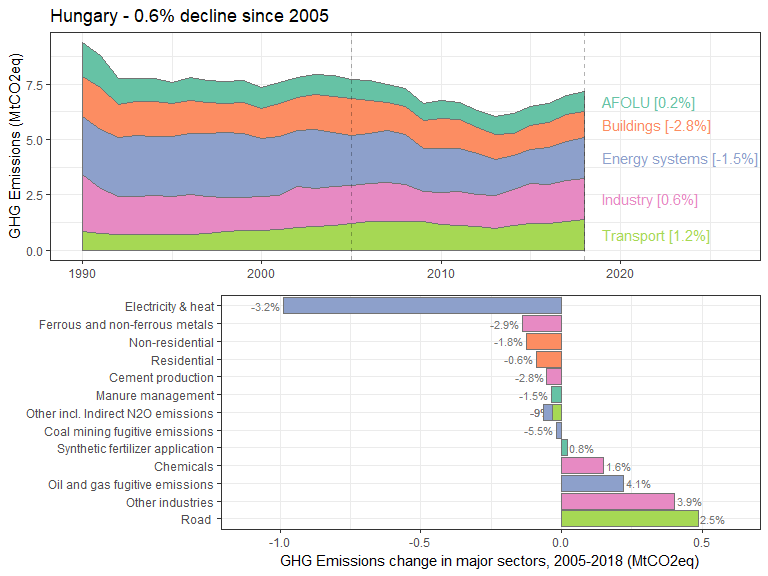 Hungary - 0.6% decline since 2005
GHG Emissions (MtCO2eq)
7.5
5.0
2.5
0.0
AFOLU [0.2%]
Buildings [-2.8%]
Energy systems [-1.5%]
Industry [0.6%]
Transport [1.2%]
1990 2000 2010 2020
Electricity & heat -3.2%
Ferrous and non-ferrous metals -2.9%
Non-residential -1.8%
Residential -0.6%
Cement production -2.8%
Manure management -1.5%
Other incl. Indirect N2O emissions -9%
Coal mining fugitive emissions -5.5%
Synthetic fertilizer application 0.8%
Chemicals 1.6%
Oil and gas fugitive emissions 4.1%
Other industries 3.9%
Road 2.5%
-1.0 -0.5 0.0 0.5
GHG Emissions change in major sectors, 2005-2018 (MtCO2eq)